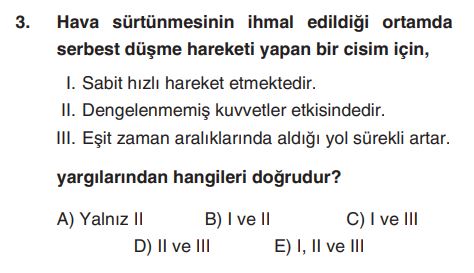 3. Hava sürtünmesinin ihmal edildiği ortamda
serbest düşme hareketi yapan bir cisim için,
I. Sabit hızlı hareket etmektedir.
II. Dengelenmemiş kuvvetler etkisindedir.
III. Eşit zaman aralıklarında aldığı yol sürekli artar.
yargılarından hangileri doğrudur?
A) Yalnız II B) I ve II C) I ve III
D) II ve III E) I, II ve III